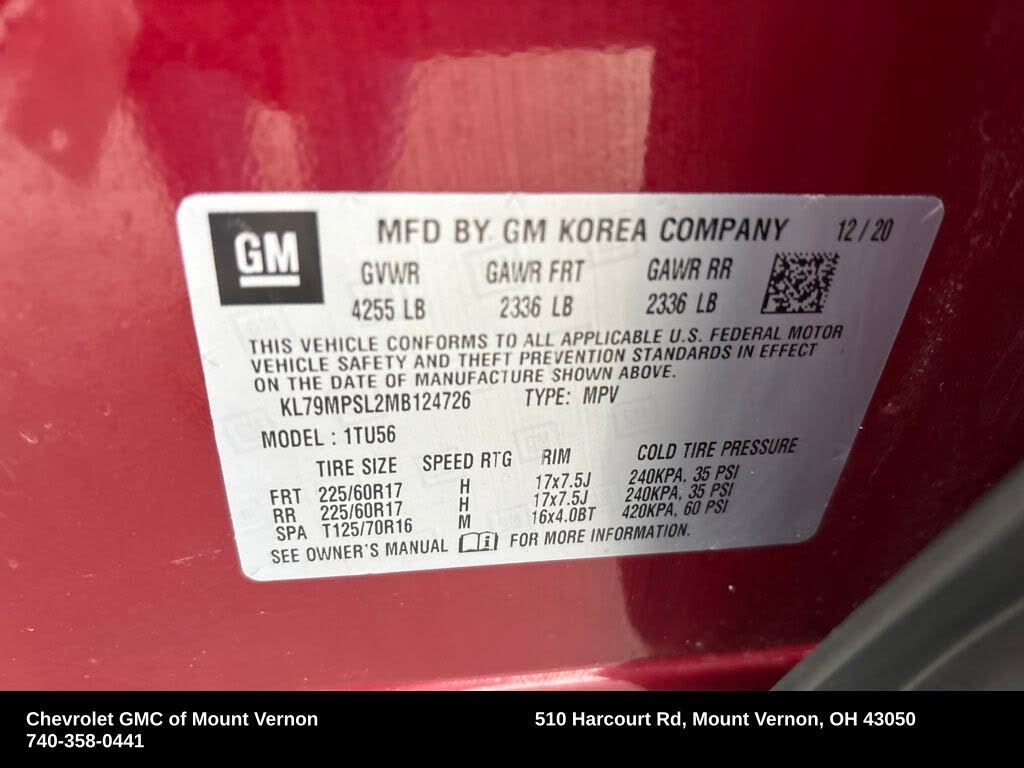 GM
MFD BY GM KOREA COMPANY 12/20
GVWR GAWR FRT GAWR RR
4255 LB 2336 LB 2336 LB
THIS VEHICLE CONFORMS TO ALL APPLICABLE U.S. FEDERAL MOTOR
VEHICLE SAFETY AND THEFT PREVENTION STANDARDS IN EFFECT
ON THE DATE OF MANUFACTURE SHOWN ABOVE.
KL79MPSL2MB124726 TYPE: MPV
MODEL : 1TU56
TIRE SIZE SPEED RTG RIM COLD TIRE PRESSURE
FRT 225/60R17 H 17x7.5J 240KPA, 35 PSI
RR 225/60R17 H 17x7.5J 240KPA, 35 PSI
SPA T125/70R16 M 16x4.0BT 420KPA, 60 PSI
SEE OWNER'S MANUAL FOR MORE INFORMATION.
Chevrolet GMC of Mount Vernon 510 Harcourt Rd, Mount Vernon, OH 43050
740-358-0441